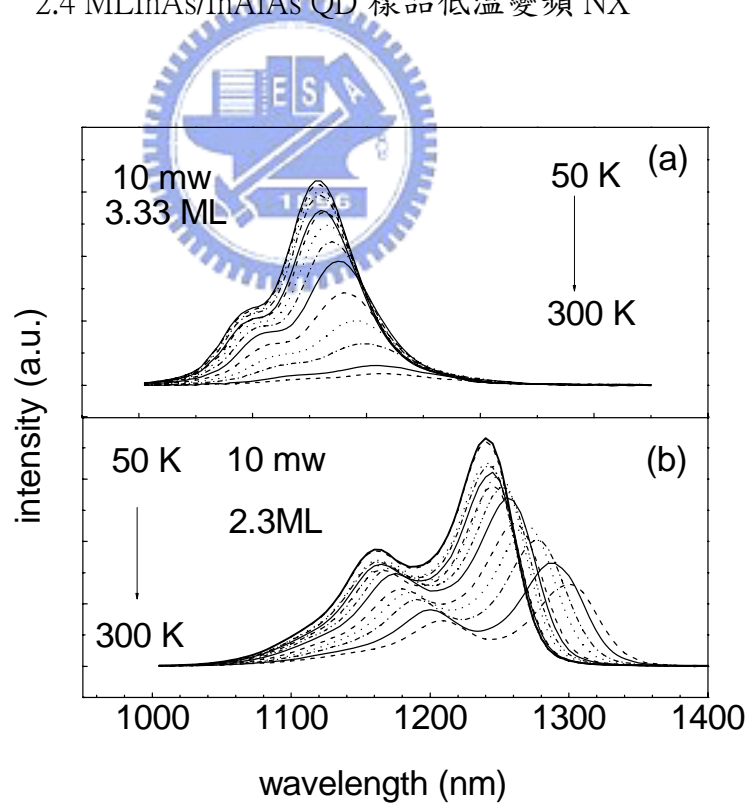 2.4 MLInAs/InAlAs QD 樣品低溫變頻 NX
E S A
1896
(a)
10 mw
3.33 ML
50 K
300 K
intensity (a.u.)
50 K
10 mw
(b)
2.3ML
300 K
1000 1100 1200 1300 1400
wavelength (nm)